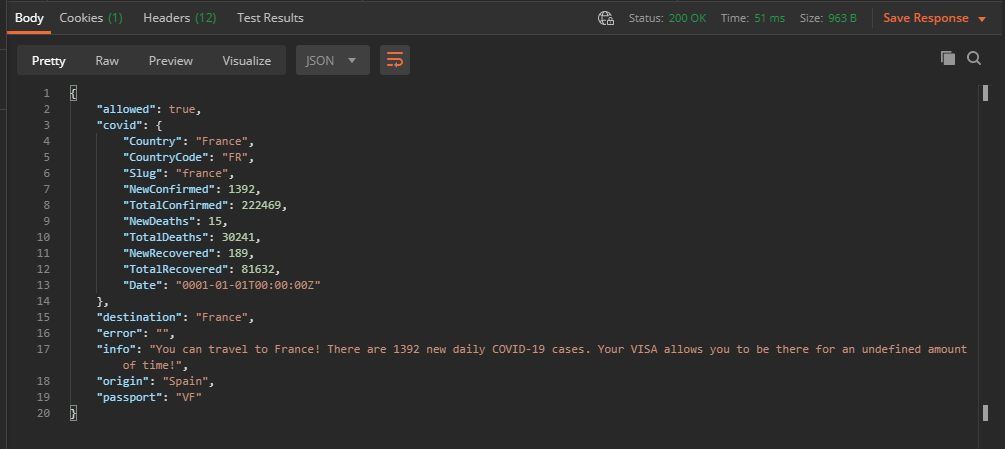 Body Cookies (1) Headers (12) Test Results Status: 200 OK Time: 51 ms Size: 963 B Save Response
Pretty Raw Preview Visualize JSON
1 {
2 "allowed": true,
3 "covid": {
4 "Country": "France",
5 "CountryCode": "FR",
6 "Slug": "france",
7 "NewConfirmed": 1392,
8 "TotalConfirmed": 222469,
9 "NewDeaths": 15,
10 "TotalDeaths": 30241,
11 "NewRecovered": 189,
12 "TotalRecovered": 81632,
13 "Date": "0001-01-01T00:00:00Z"
14 },
15 "destination": "France",
16 "error": "",
17 "info": "You can travel to France! There are 1392 new daily COVID-19 cases. Your VISA allows you to be there for an undefined amount
of time!",
18 "origin": "Spain",
19 "passport": "VF"
20 }